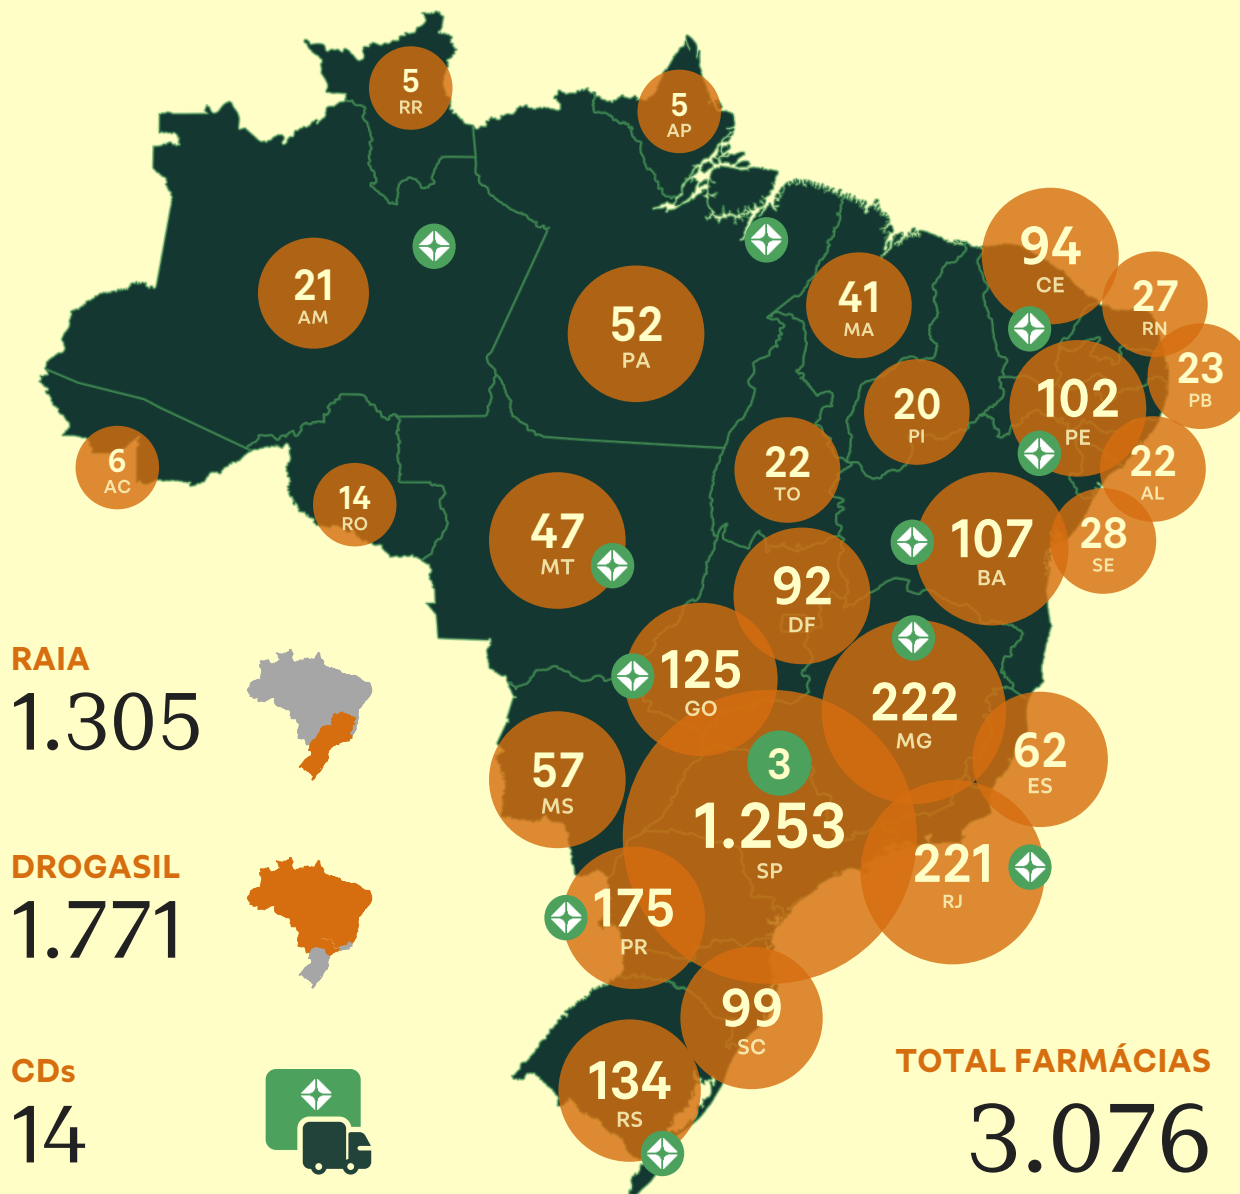 5
RR
5
AP
94
CE
21
AM
52
PA
41
MA
27
RN
23
PB
20
PI
102
PE
6
AC
14
RO
22
TO
22
AL
47
MT
107
BA
28
SE
92
DF
125
GO
222
MG
62
ES
57
MS
3
1.253
SP
221
RJ
175
PR
99
SC
134
RS
RAIA
1.305
DROGASIL
1.771
CDs
14
TOTAL FARMÁCIAS
3.076